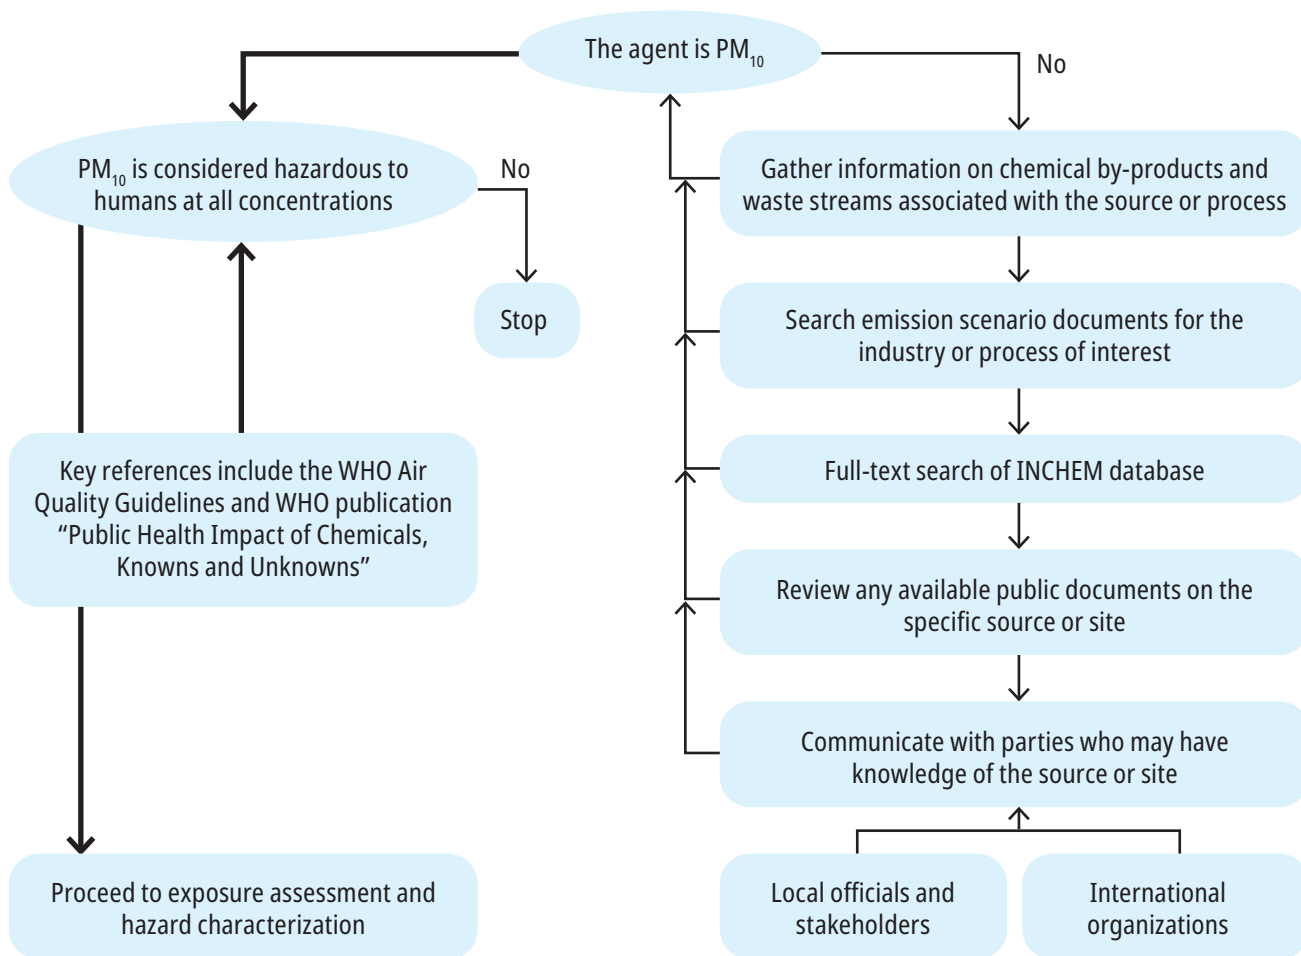 The agent is PM10
No
PM10 is considered hazardous to
humans at all concentrations
No
Stop
Key references include the WHO Air
Quality Guidelines and WHO publication
“Public Health Impact of Chemicals,
Knowns and Unknowns”
Proceed to exposure assessment and
hazard characterization
Gather information on chemical by-products and
waste streams associated with the source or process
Search emission scenario documents for the
industry or process of interest
Full-text search of INCHEM database
Review any available public documents on the
specific source or site
Communicate with parties who may have
knowledge of the source or site
Local officials and
stakeholders
International
organizations